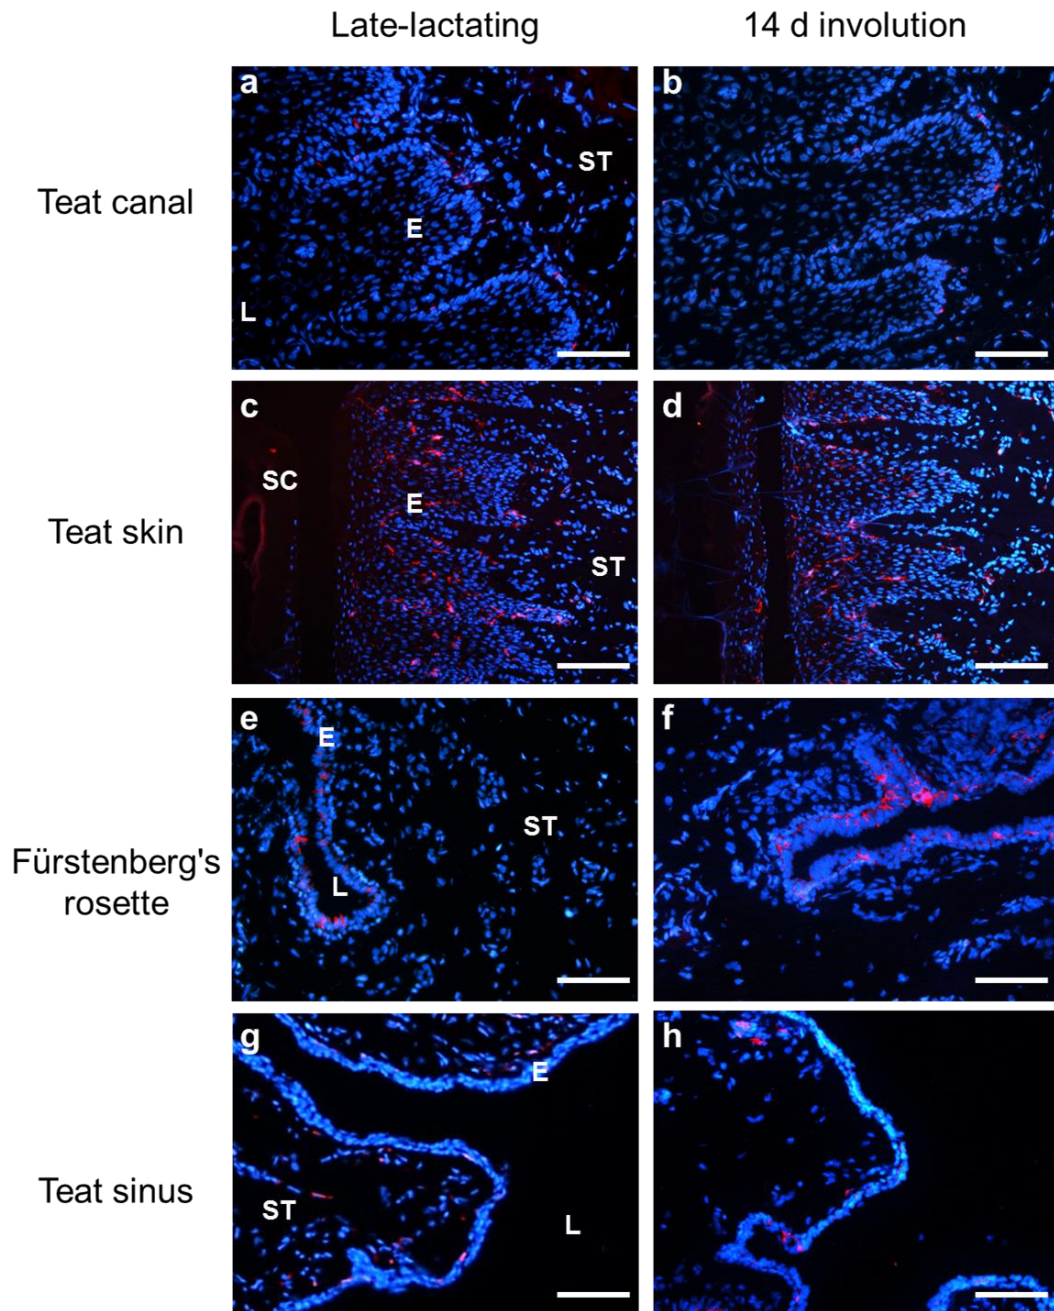 Late-lactating 14 d involution
Teat canal
a
ST
E
L
b
Teat skin
c
SC
E
ST
d
Fürstenberg's
rosette
e
E
ST
L
f
Teat sinus
g
E
ST
L
h